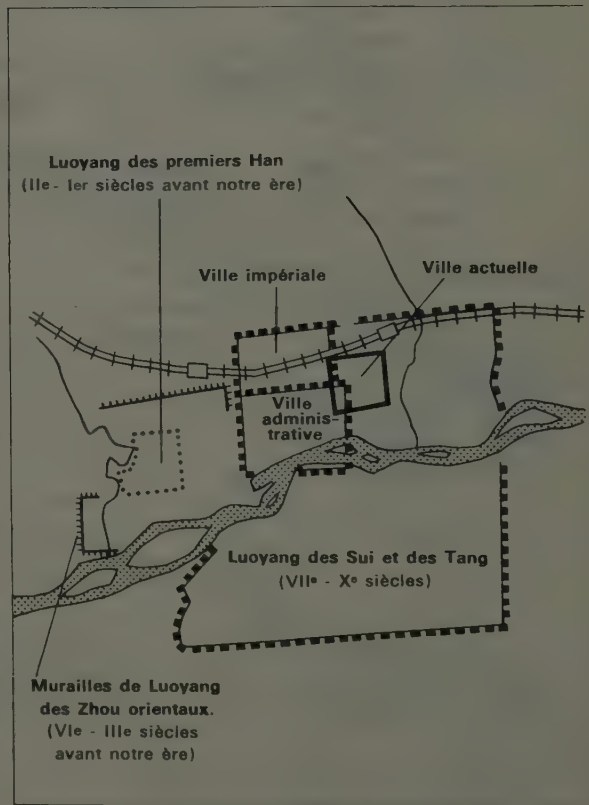 Luoyang des premiers Han
(IIe - Ier siècles avant notre ère)
Ville impériale
Ville actuelle
Ville
adminis-
trative
Luoyang des Sui et des Tang
(VIIe - Xe siècles)
Murailles de Luoyang
des Zhou orientaux.
(VIe - IIIe siècles
avant notre ère)